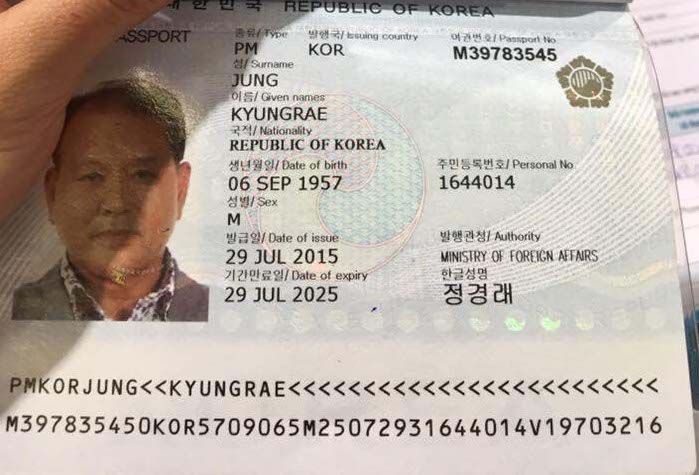 대한민국 REPUBLIC OF KOREA
PASSPORT
종류/ Type 발행국/ Issuing country 여권번호/ Passport No
PM KOR M39783545
성/ Surname
JUNG
이름/ Given names
KYUNGRAE
국적/ Nationality
REPUBLIC OF KOREA
생년월일/ Date of birth 주민등록번호/ Personal No.
06 SEP 1957 1644014
성별/ Sex
M
발급일/ Date of issue 발행관청/ Authority
29 JUL 2015 MINISTRY OF FOREIGN AFFAIRS
기간만료일/ Date of expiry 한글성명
29 JUL 2025 정경래
PMKORJUNG<<KYUNGRAE<<<<<<<<<<<<<<<<<<<<<<<<<
M397835450KOR5709065M25072931644014V19703216